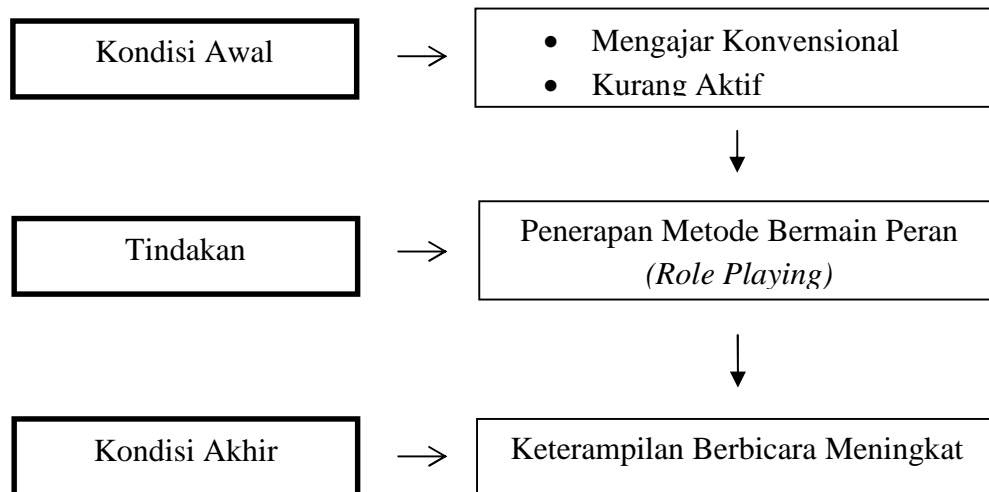 Kondisi Awal
• Mengajar Konvensional
• Kurang Aktif
Tindakan
Penerapan Metode Bermain Peran
(Role Playing)
Kondisi Akhir
Keterampilan Berbicara Meningkat